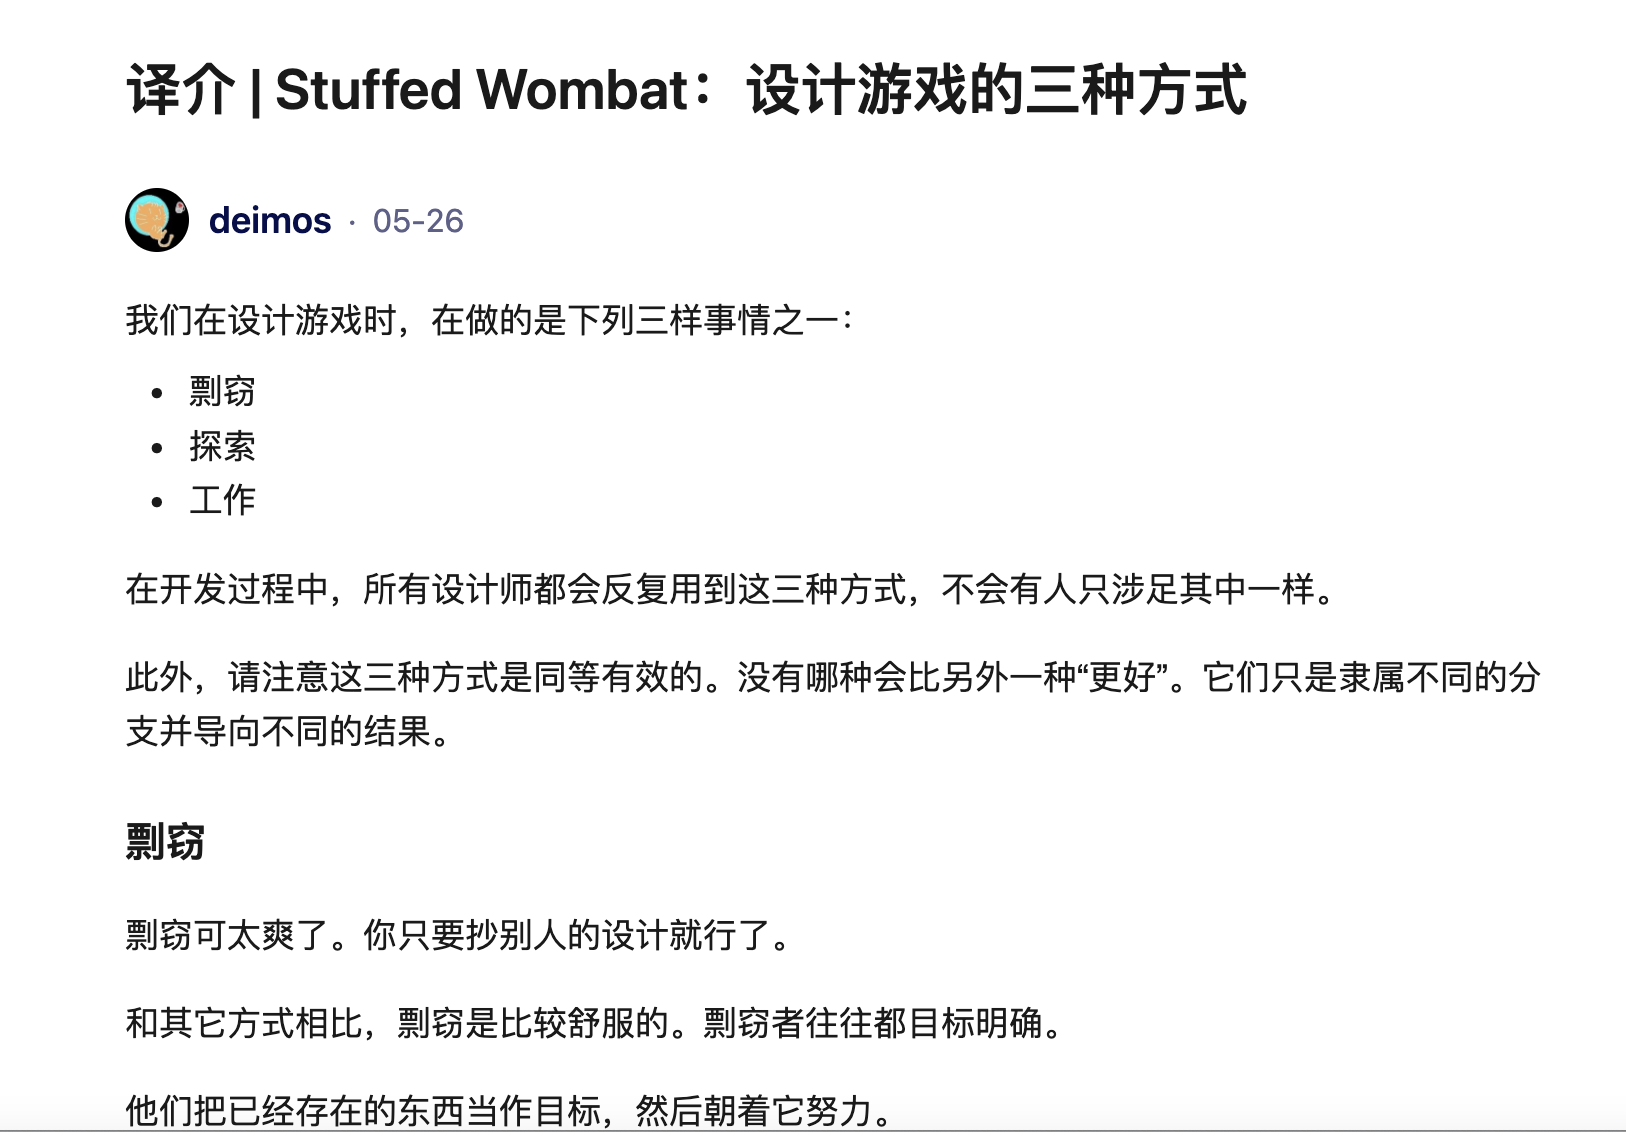 译介 | Stuffed Wombat：设计游戏的三种方式
deimos · 05-26
我们在设计游戏时，在做的是下列三样事情之一：
• 剽窃
• 探索
• 工作
在开发过程中，所有设计师都会反复用到这三种方式，不会有人只涉足其中一样。
此外，请注意这三种方式是同等有效的。没有哪种会比另外一种“更好”。它们只是隶属不同的分
支并导向不同的结果。
剽窃
剽窃可太爽了。你只要抄别人的设计就行了。
和其它方式相比，剽窃是比较舒服的。剽窃者往往都目标明确。
他们把已经存在的东西当作目标，然后朝着它努力。